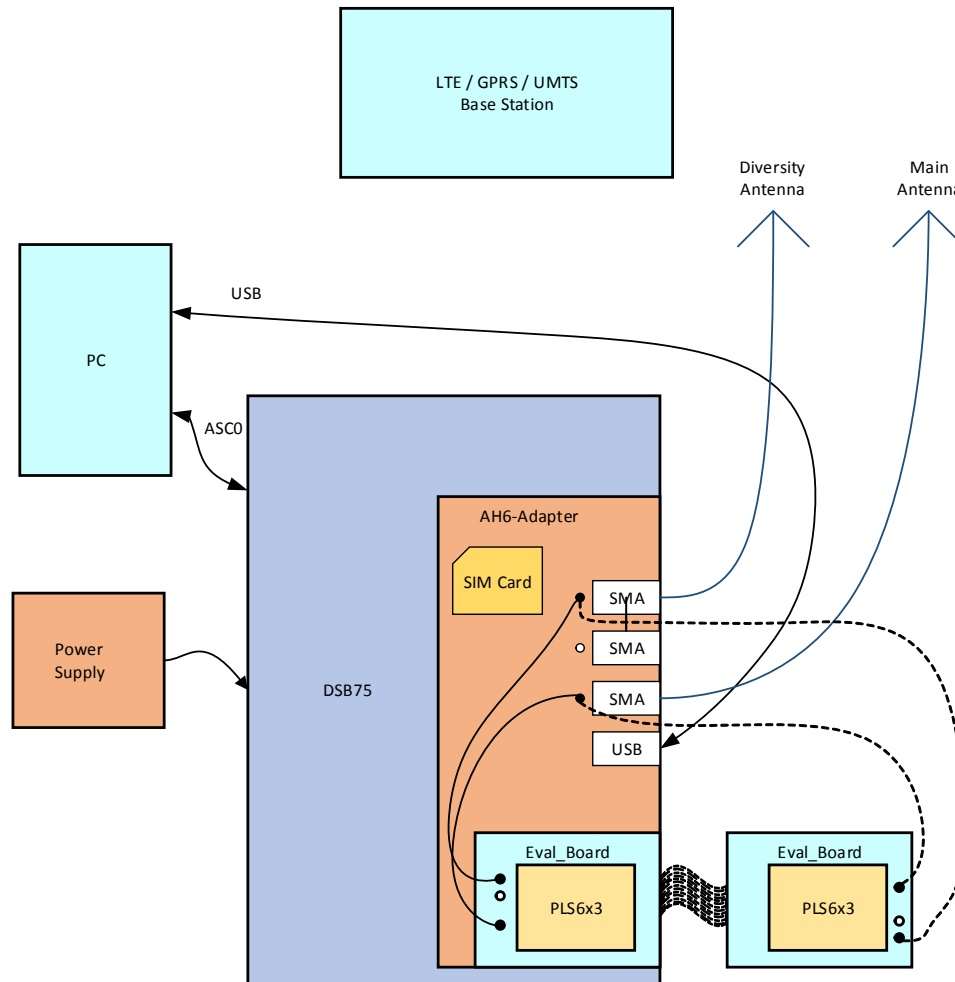 LTE / GPRS / UMTS
Base Station
Diversity
Antenna
Main
Antenna
USB
PC
ASC0
AH6-Adapter
SIM Card
SMA
SMA
SMA
USB
Power
Supply
DSB75
Eval_Board
PLS6x3
Eval_Board
PLS6x3